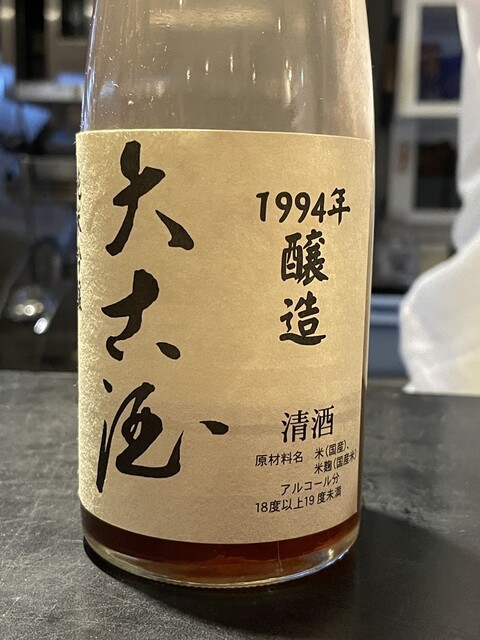 大古酒
1994年
醸造
清酒
原材料名 米(国産)、
米麹(国産米)
アルコール分
18度以上19度未満